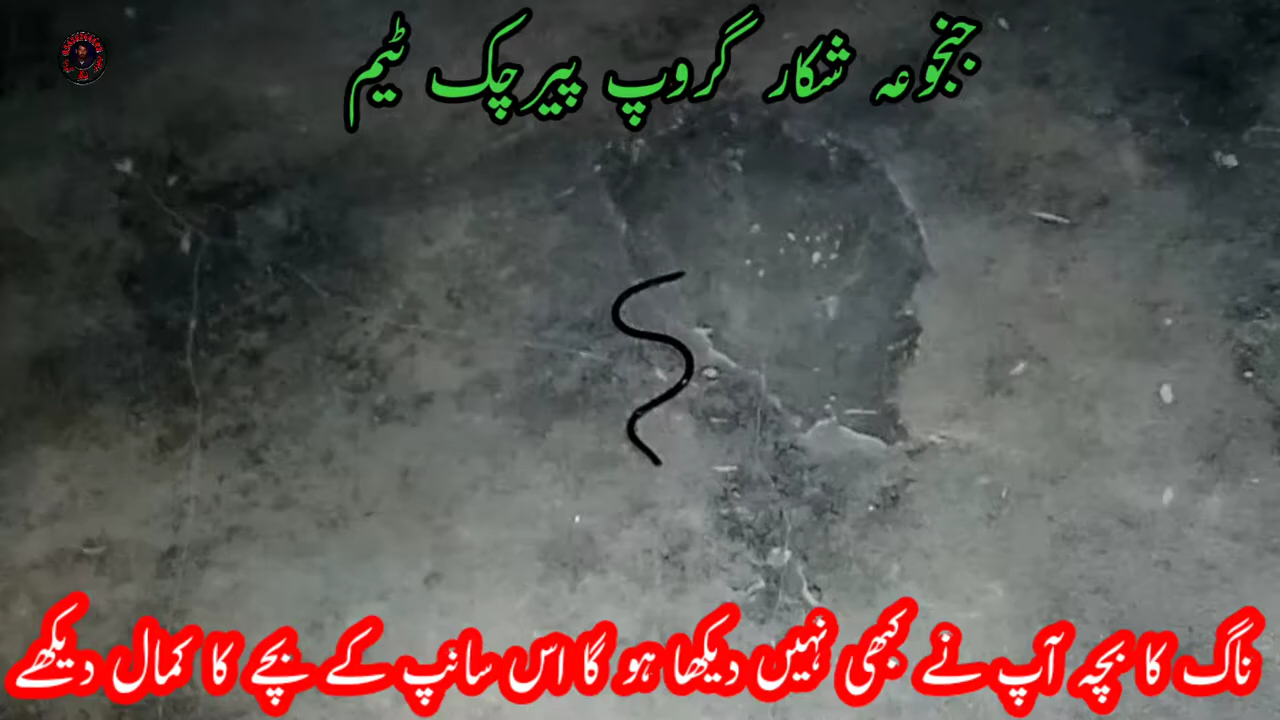 جنجوعہ شکار گروپ پیر چک ٹیم
ناگ کا بچہ آپ نے کبھی نہیں دیکھا ہو گا اس سانپ کے بچے کا کمال دیکھے